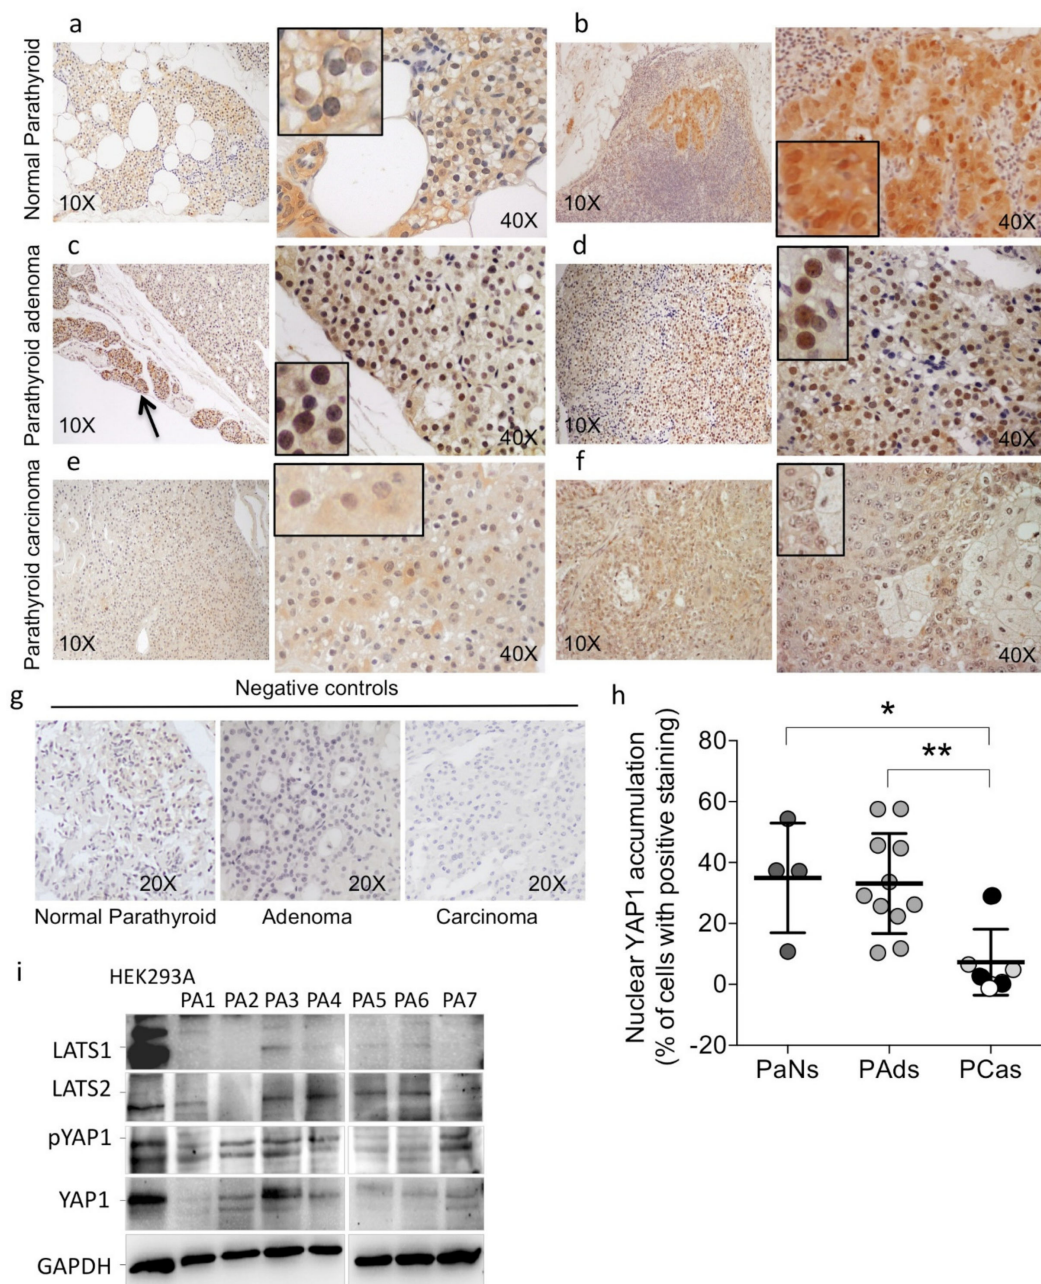 a
b
Normal Parathyroid
10X
40X
10X
40X
c
d
Parathyroid adenoma
10X
40X
10X
40X
e
f
Parathyroid carcinoma
10X
40X
10X
40X
g
Negative controls
20X
20X
20X
Normal Parathyroid
Adenoma
Carcinoma
h
Nuclear YAP1 accumulation
(% of cells with positive staining)
*
**
80
60
40
20
0
-20
PaNs
PAds
PCas
i
HEK293A
PA1
PA2
PA3
PA4
PA5
PA6
PA7
LATS1
LATS2
pYAP1
YAP1
GAPDH